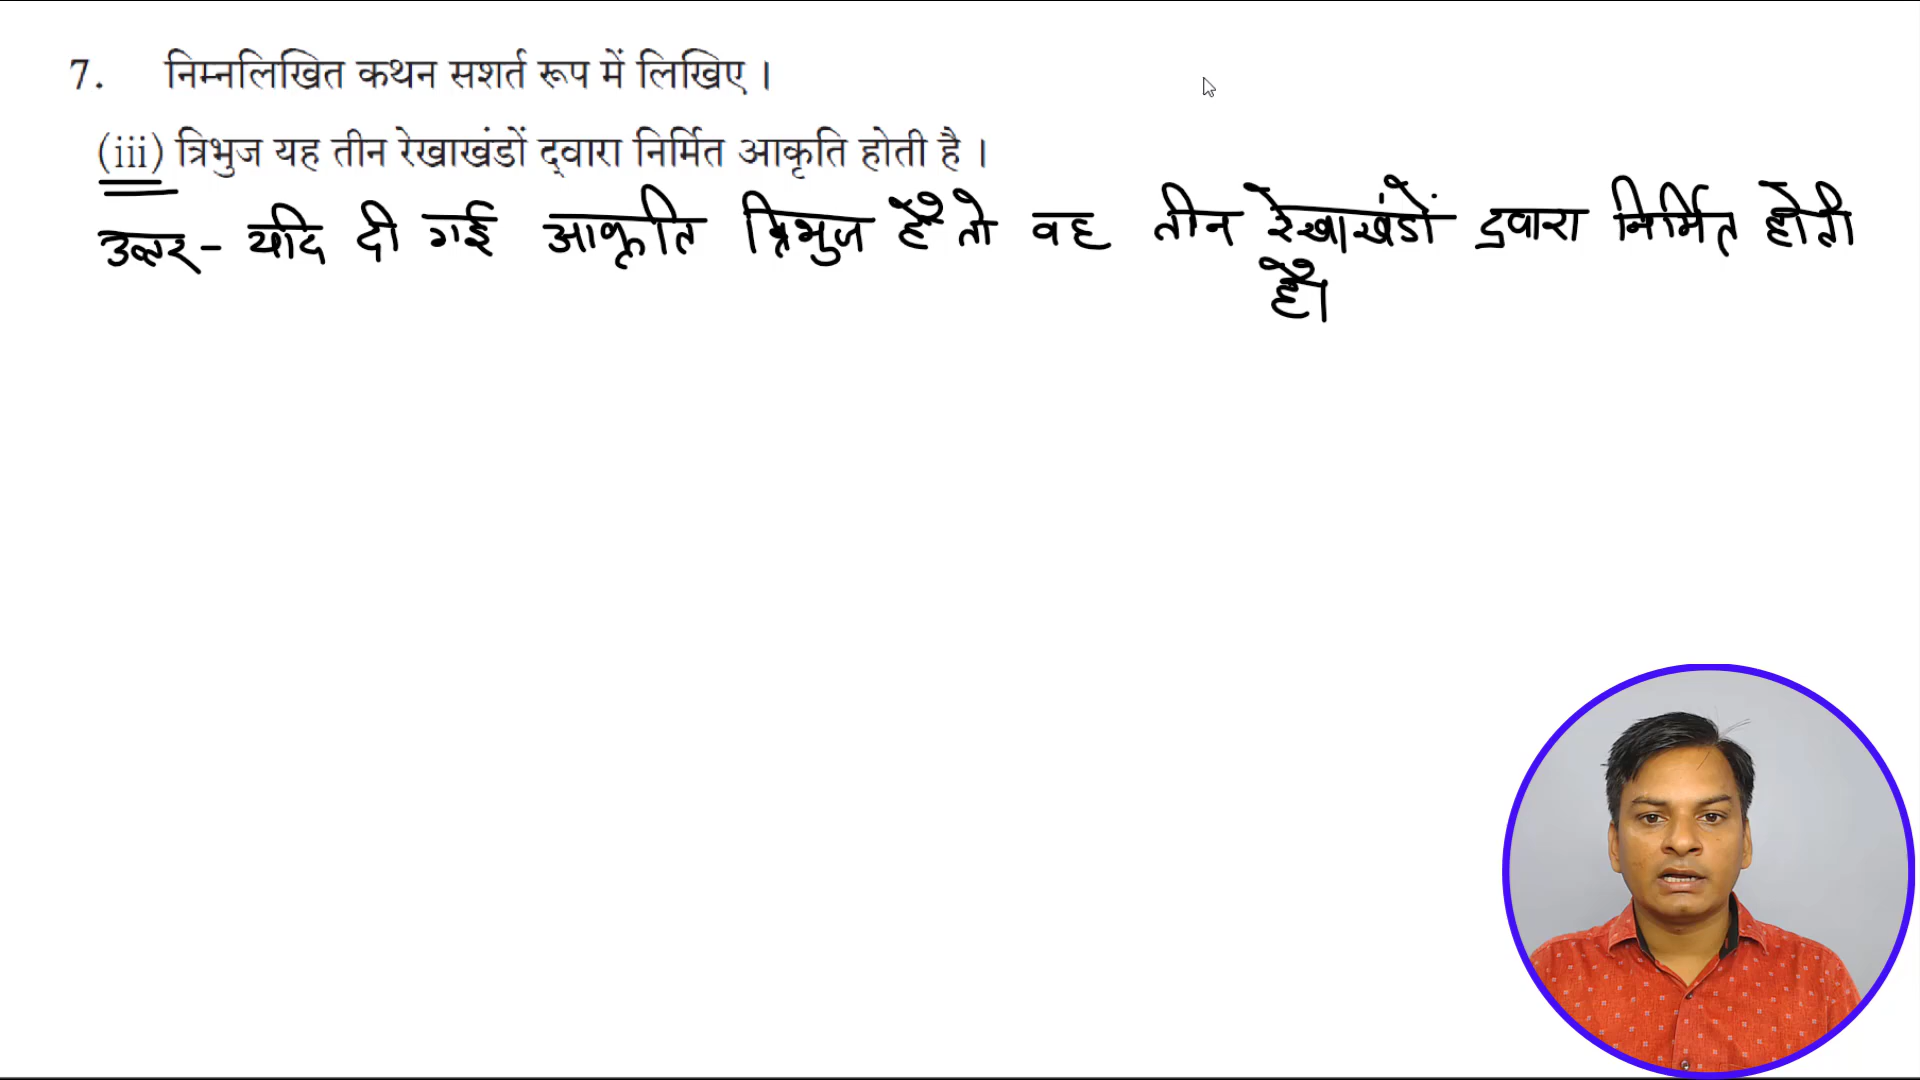 7. निम्नलिखित कथन सशर्त रूप में लिखिए ।
(iii) त्रिभुज यह तीन रेखाखंडों द्‌वारा निर्मित आकृति होती है ।
उत्तर - यदि दी गई आकृति त्रिभुज है तो वह तीन रेखाखंडों द्वारा निर्मित होती
है।